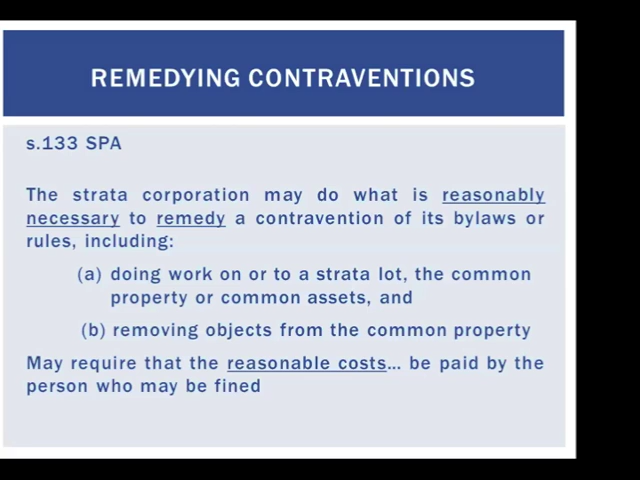 REMEDYING CONTRAVENTIONS
s.133 SPA
The strata corporation may do what is reasonably
necessary to remedy a contravention of its bylaws or
rules, including:
(a) doing work on or to a strata lot, the common
property or common assets, and
(b) removing objects from the common property
May require that the reasonable costs... be paid by the
person who may be fined